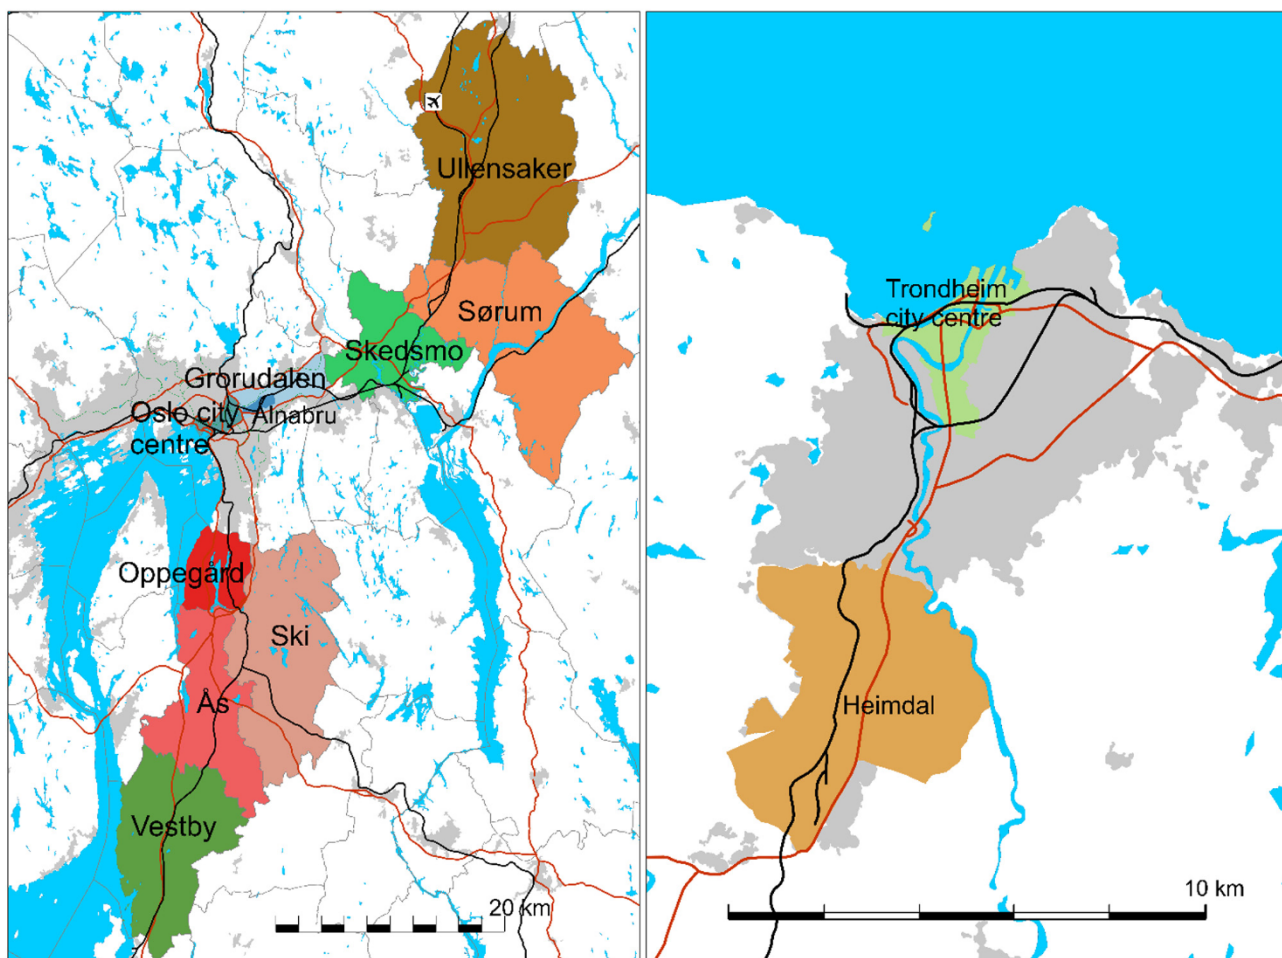 Ullensaker
Sørum
Skedsmo
Grorudalen
Oslo city
centre
Alnabru
Oppegård
Ski
Ås
Vestby
20 km
Trondheim
city centre
Heimdal
10 km